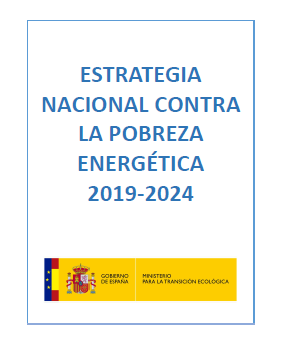 ESTRATEGIA
NACIONAL CONTRA
LA POBREZA
ENERGÉTICA
2019-2024
GOBIERNO
DE ESPAÑA
MINISTERIO
PARA LA TRANSICIÓN ECOLÓGICA